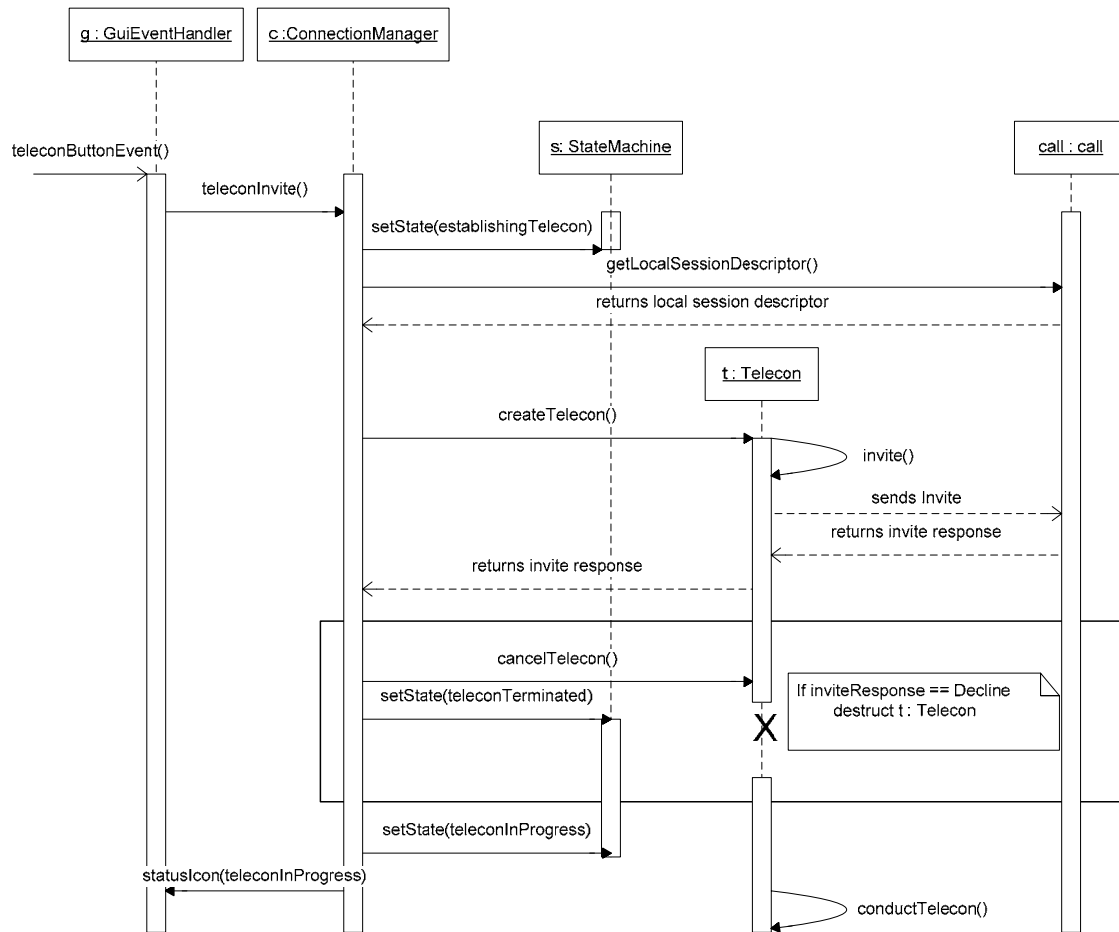 g : GuiEventHandler
c :ConnectionManager
teleconButtonEvent()
s: StateMachine
call : call
teleconInvite()
setState(establishingTelecon)
getLocalSessionDescriptor()
returns local session descriptor
t : Telecon
createTelecon()
invite()
sends Invite
returns invite response
returns invite response
cancelTelecon()
If inviteResponse == Decline
destruct t : Telecon
setState(teleconTerminated)
X
setState(teleconInProgress)
statusIcon(teleconInProgress)
conductTelecon()